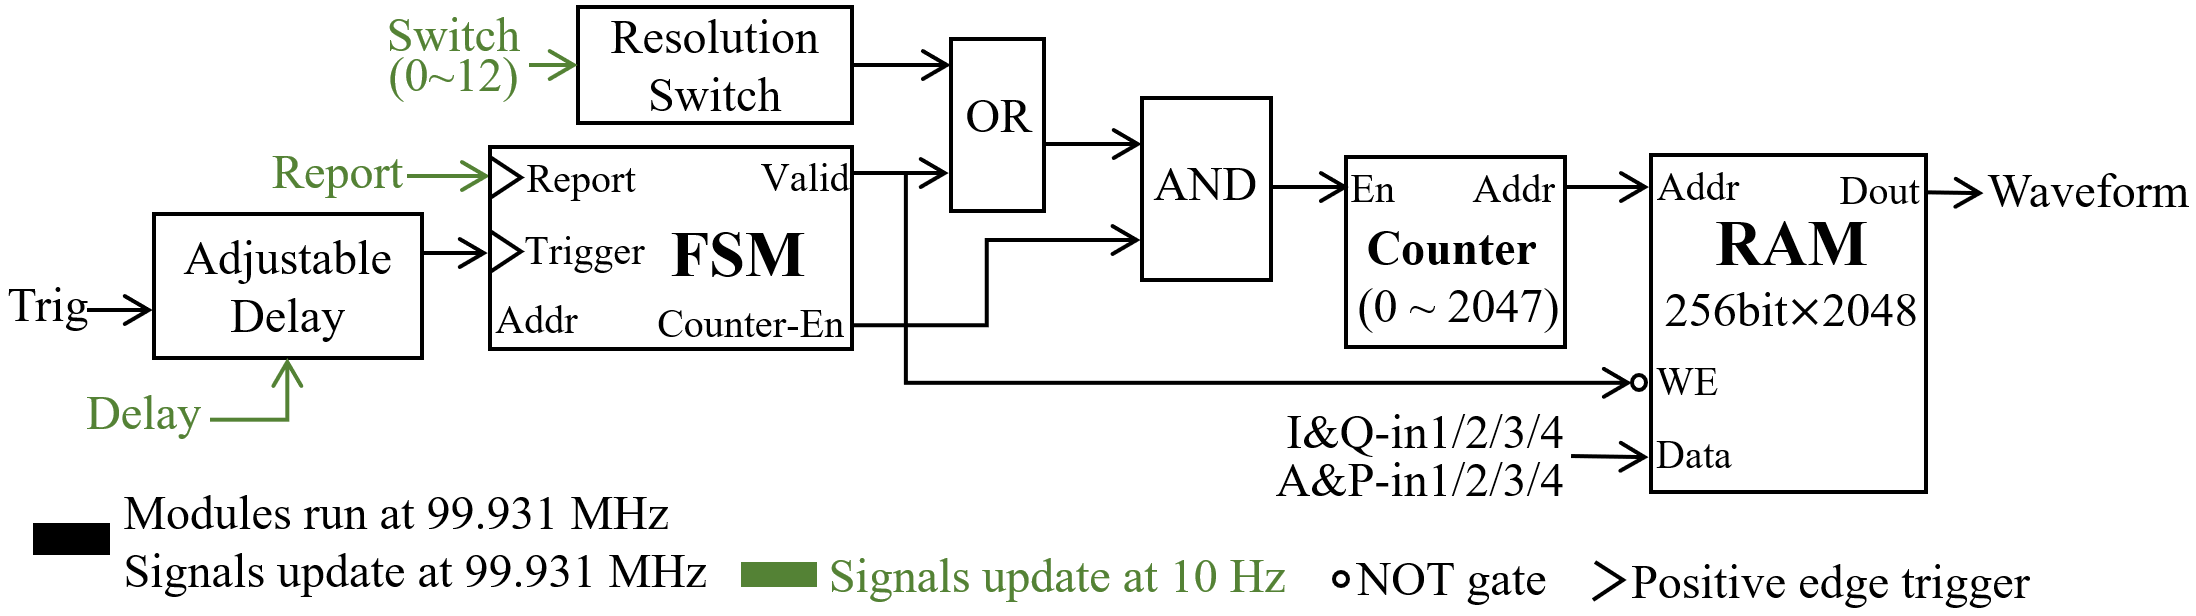 Switch
(0~12)
Resolution
Switch
OR
AND
Report
Report
Valid
Trigger
FSM
Addr
Counter-En
Adjustable
Delay
Trig
Delay
En
Addr
Counter
(0 ~ 2047)
Addr
Dout
RAM
256bit×2048
WE
Data
Waveform
I&Q-in1/2/3/4
A&P-in1/2/3/4
Modules run at 99.931 MHz
Signals update at 99.931 MHz
Signals update at 10 Hz
NOT gate
Positive edge trigger